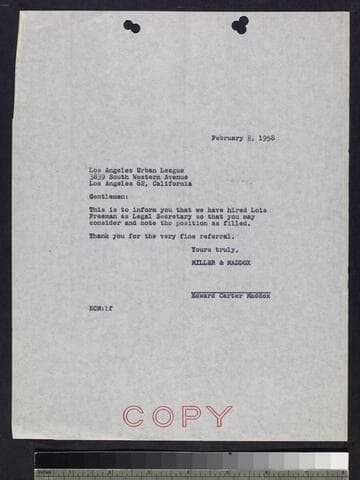 February 8, 1958
Los Angeles Urban League
3839 South Western Avenue
Los Angeles 62, California
Gentlemen:
This is to inform you that we have hired Lois
Freeman as Legal Secretary so that you may
consider and note the position as filled.
Thank you for the very fine referral.
Yours truly,
MILLER & MADDOX
Edward Carter Maddox
ECM:lf
COPY